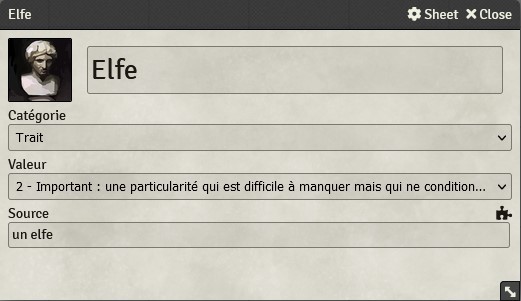 Elfe
Sheet
Close
Elfe
Catégorie
Trait
Valeur
2 - Important : une particularité qui est difficile à manquer mais qui ne condition...
Source
un elfe